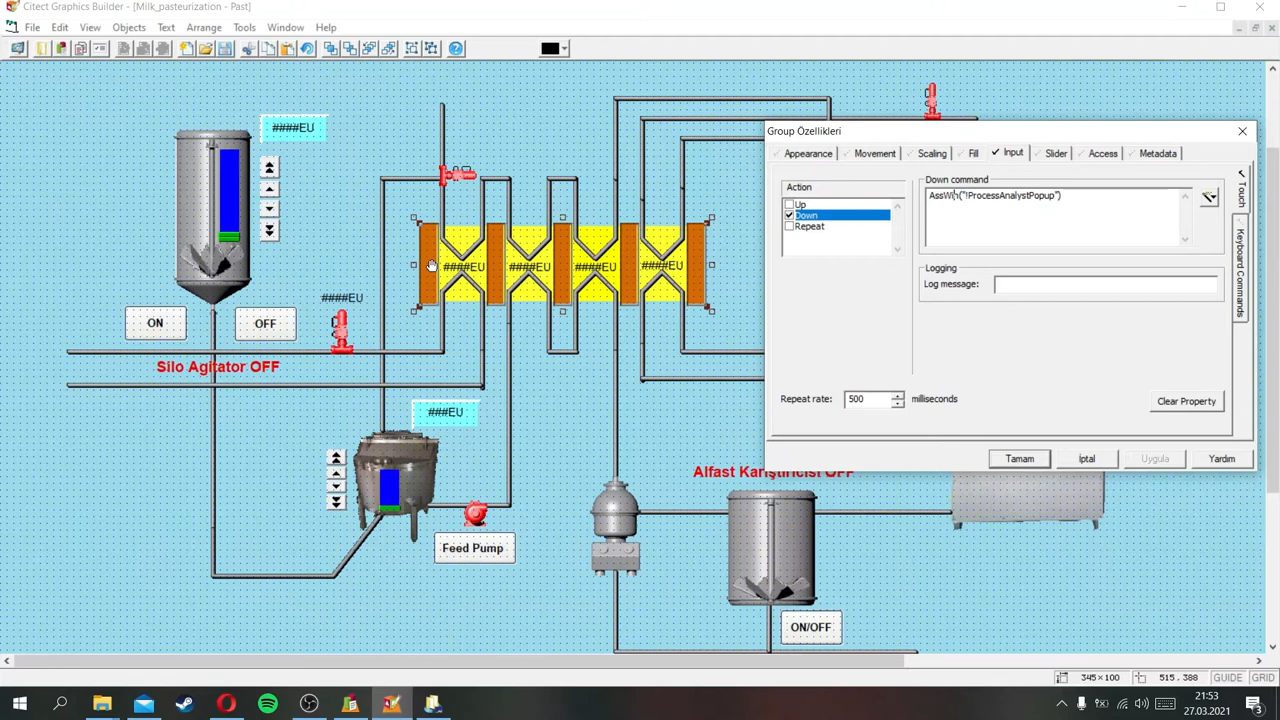 Citect Graphics Builder - [Milk_pasteurization - Past]
File Edit View Objects Text Arrange Tools Window Help
####EU
ON
OFF
####EU
Silo Agitator OFF
####EU
####EU
####EU
####EU
###EU
Feed Pump
Alfast Karıştırıcısı OFF
ON/OFF
Group Özellikleri
Appearance Movement Scaling Fill Input Slider Access Metadata
Action
Up
Down
Repeat
Down command
AssWin("!ProcessAnalystPopup")
Logging
Log message:
Repeat rate: 500 milliseconds
Clear Property
Touch
Keyboard Commands
Tamam İptal Uygula Yardım
345×100 515, 388 GUIDE GRID
21:53
27.03.2021
3